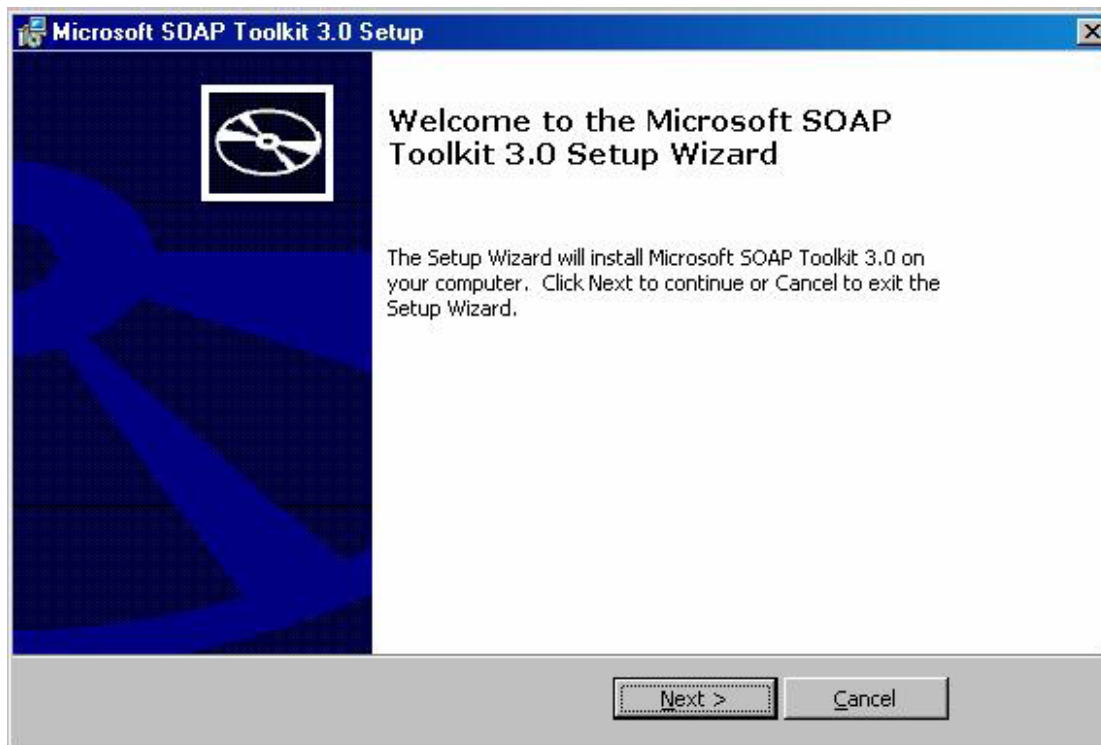 Microsoft SOAP Toolkit 3.0 Setup
Welcome to the Microsoft SOAP
Toolkit 3.0 Setup Wizard
The Setup Wizard will install Microsoft SOAP Toolkit 3.0 on
your computer.  Click Next to continue or Cancel to exit the
Setup Wizard.
Next >
Cancel